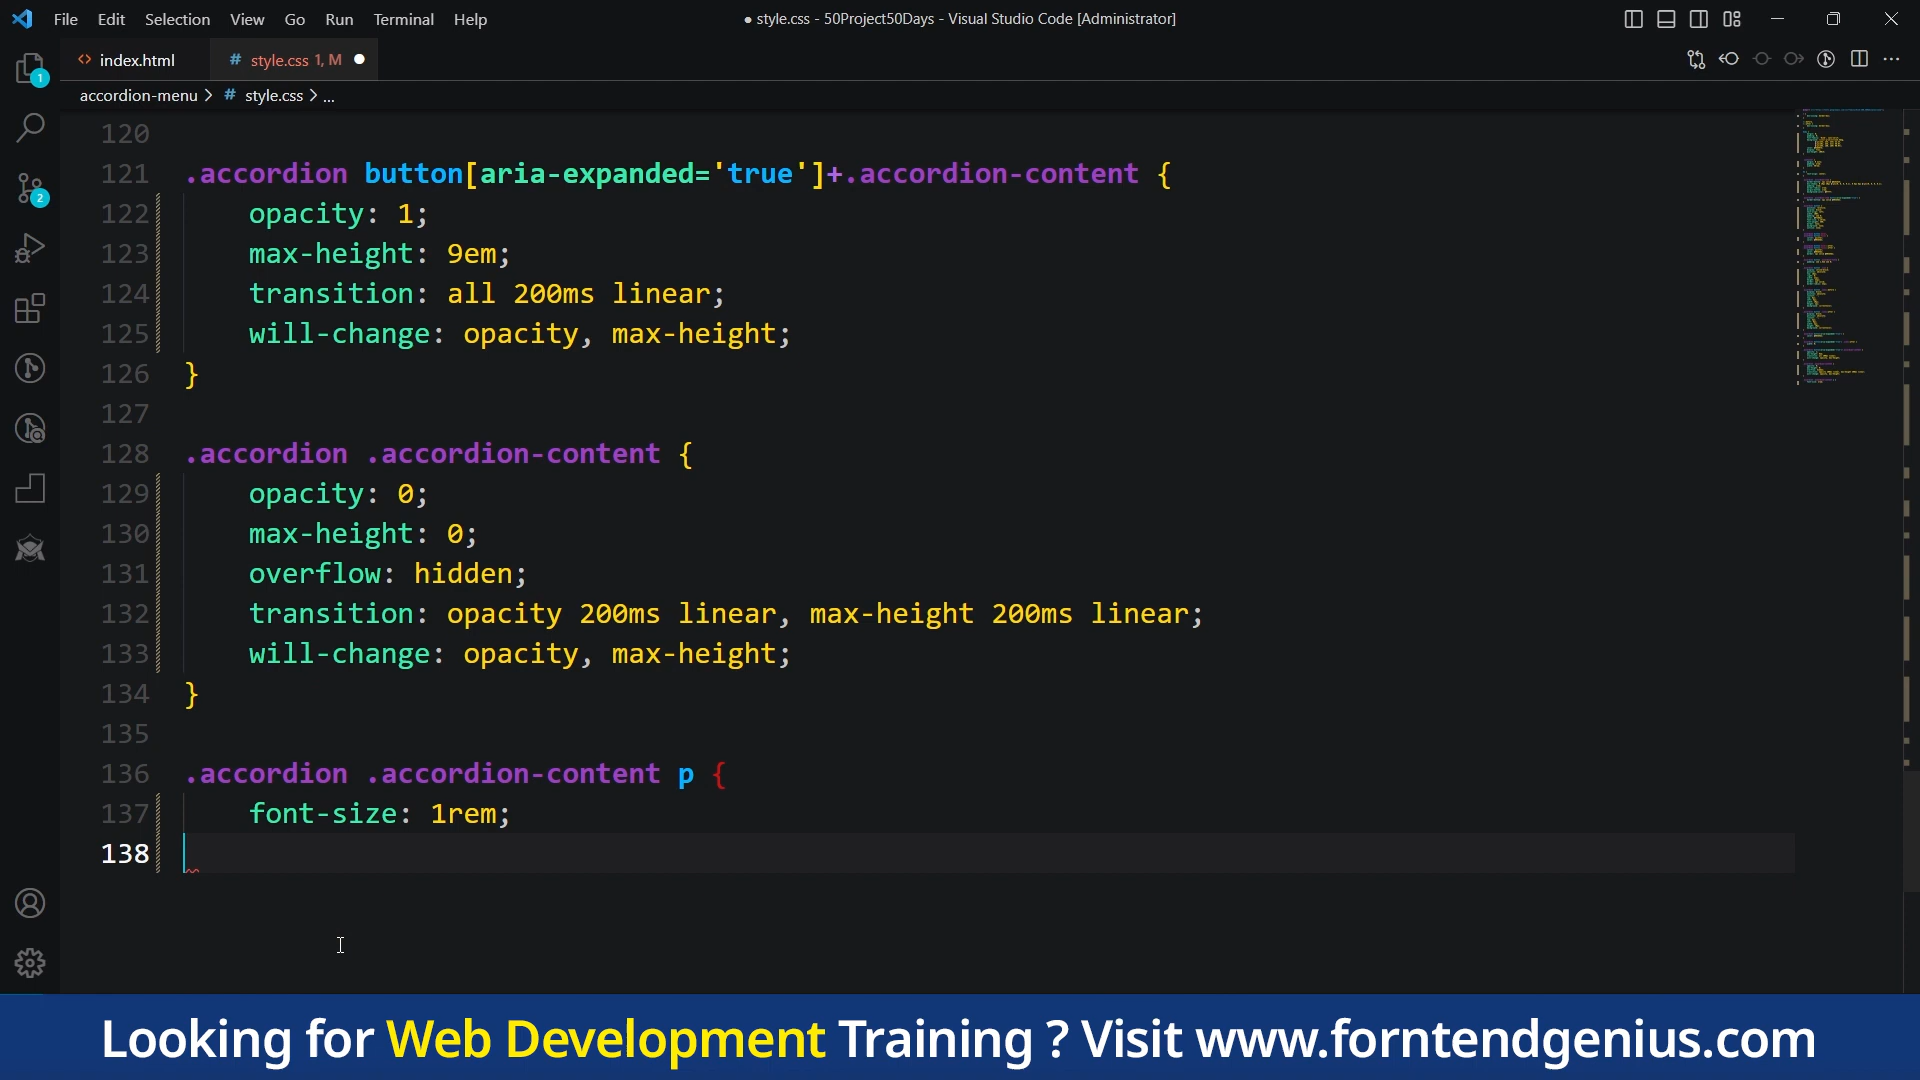 File Edit Selection View Go Run Terminal Help
● style.css - 50Project50Days - Visual Studio Code [Administrator]
<> index.html
# style.css 1, M ●
accordion-menu > # style.css > ...
1
2
120
121 .accordion button[aria-expanded='true']+.accordion-content {
122 opacity: 1;
123 max-height: 9em;
124 transition: all 200ms linear;
125 will-change: opacity, max-height;
126 }
127
128 .accordion .accordion-content {
129 opacity: 0;
130 max-height: 0;
131 overflow: hidden;
132 transition: opacity 200ms linear, max-height 200ms linear;
133 will-change: opacity, max-height;
134 }
135
136 .accordion .accordion-content p {
137 font-size: 1rem;
138
Looking for Web Development Training ? Visit www.forntendgenius.com